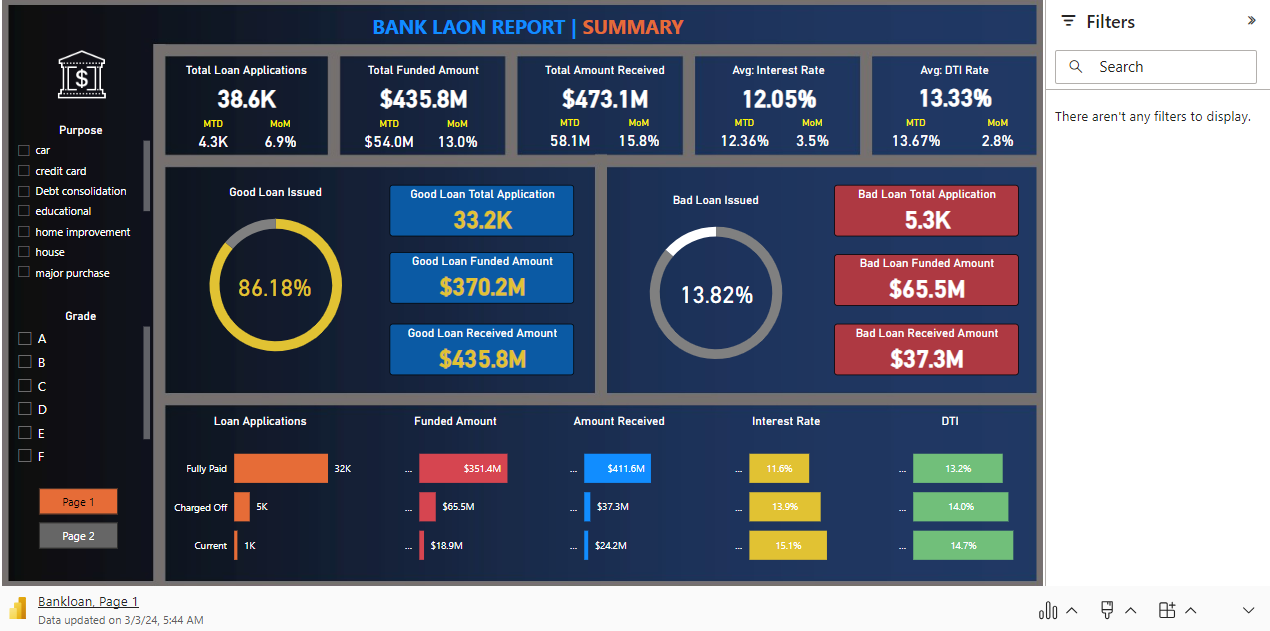 BANK LAON REPORT | SUMMARY
Filters
Search
There aren't any filters to display.
$
Purpose
car
credit card
Debt consolidation
educational
home improvement
house
major purchase
Grade
A
B
C
D
E
F
Page 1
Page 2
Total Loan Applications
38.6K
MTD MoM
4.3K 6.9%
Total Funded Amount
$435.8M
MTD MoM
$54.0M 13.0%
Total Amount Received
$473.1M
MTD MoM
58.1M 15.8%
Avg: Interest Rate
12.05%
MTD MoM
12.36% 3.5%
Avg: DTI Rate
13.33%
MTD MoM
13.67% 2.8%
Good Loan Issued
86.18%
Good Loan Total Application
33.2K
Good Loan Funded Amount
$370.2M
Good Loan Received Amount
$435.8M
Bad Loan Issued
13.82%
Bad Loan Total Application
5.3K
Bad Loan Funded Amount
$65.5M
Bad Loan Received Amount
$37.3M
Loan Applications
Fully Paid 32K
Charged Off 5K
Current 1K
Funded Amount
... $351.4M
... $65.5M
... $18.9M
Amount Received
... $411.6M
... $37.3M
... $24.2M
Interest Rate
... 11.6%
... 13.9%
... 15.1%
DTI
... 13.2%
... 14.0%
... 14.7%
Bankloan, Page 1
Data updated on 3/3/24, 5:44 AM